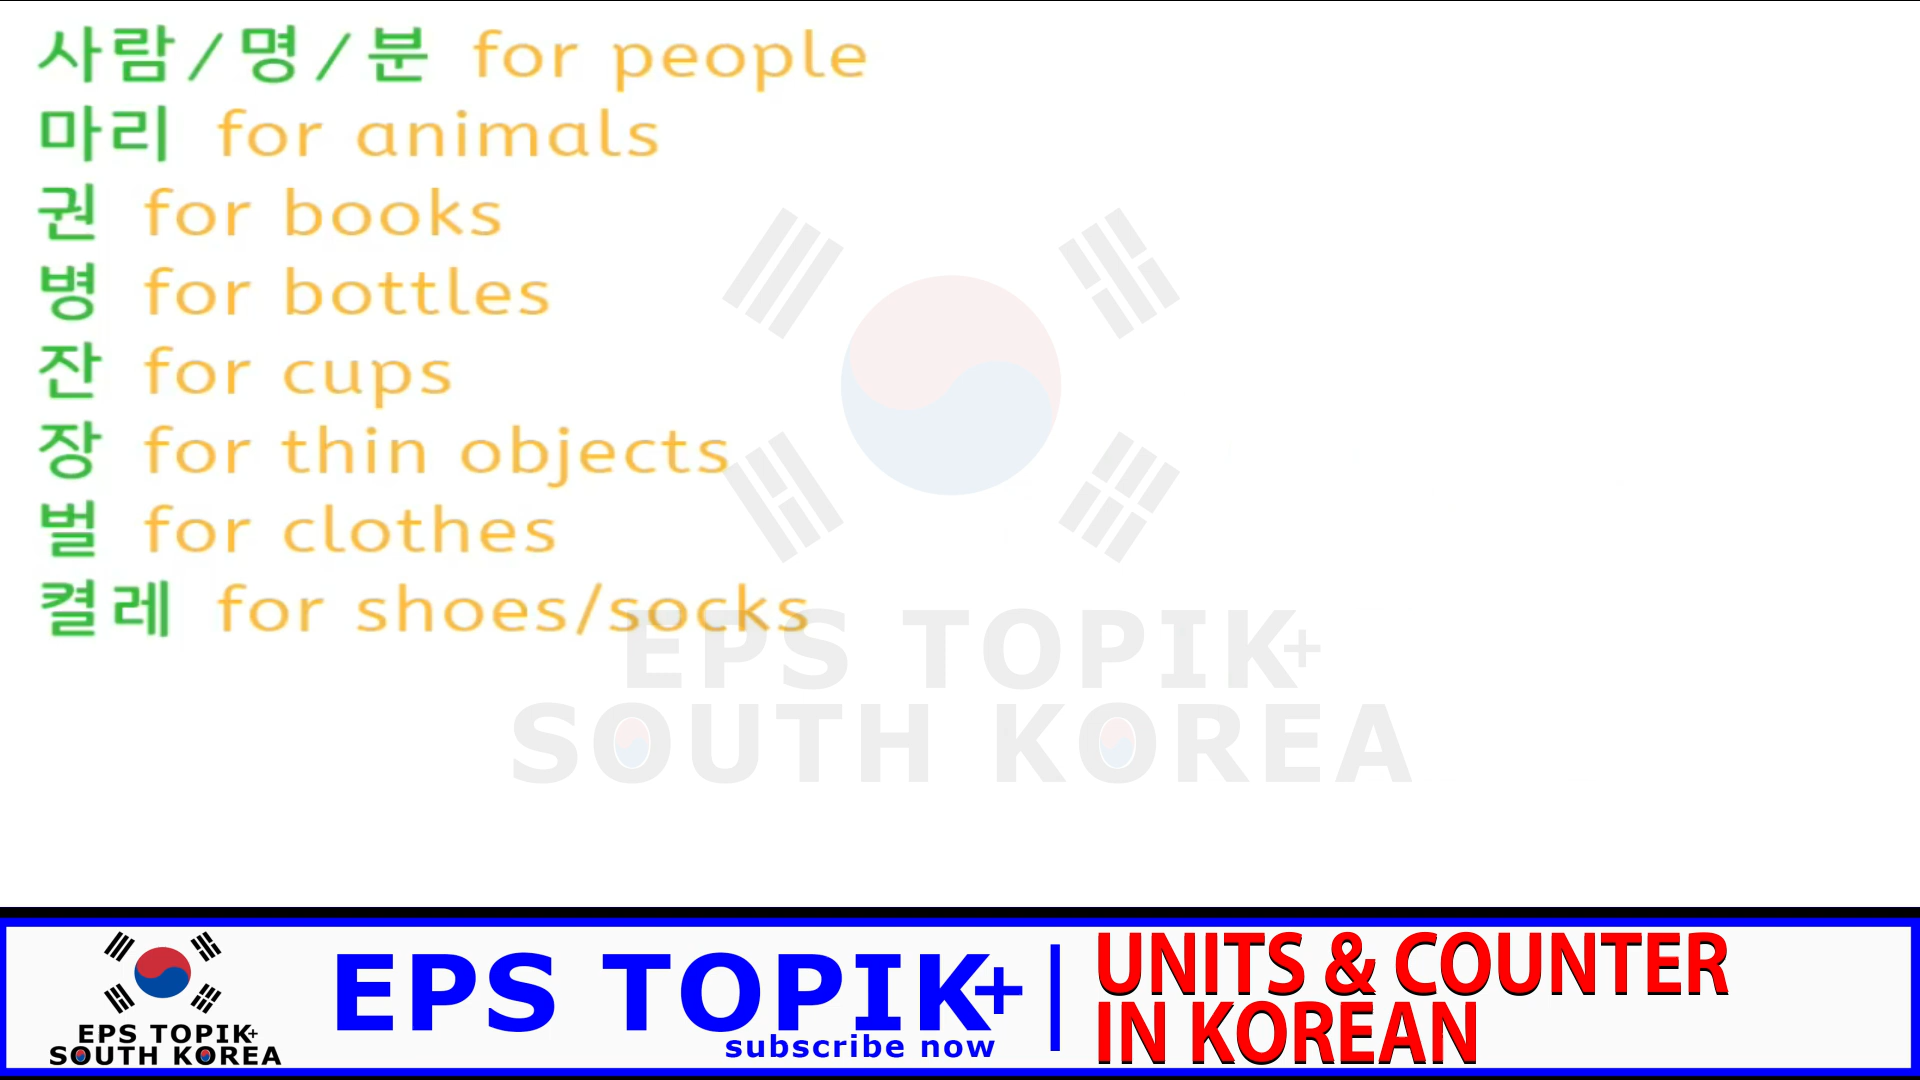 사람/명/분 for people
마리 for animals
권 for books
병 for bottles
잔 for cups
장 for thin objects
벌 for clothes
켤레 for shoes/socks
EPS TOPIK+
SOUTH KOREA
EPS TOPIK+
SOUTH KOREA
EPS TOPIK+
subscribe now
UNITS & COUNTER
IN KOREAN